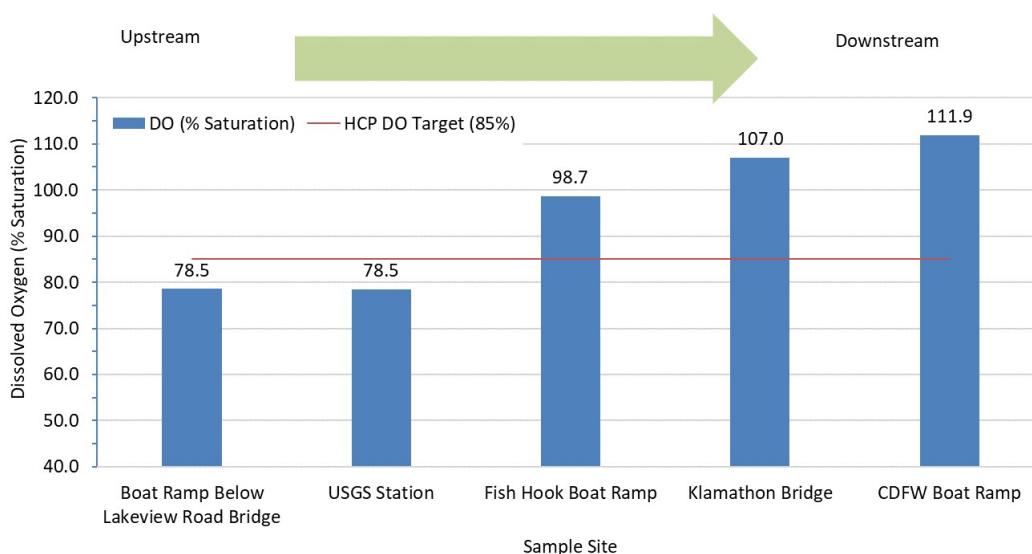 Upstream
Downstream
DO (% Saturation)
HCP DO Target (85%)
Dissolved Oxygen (% Saturation)
120.0
110.0
100.0
90.0
80.0
70.0
60.0
50.0
40.0
78.5
78.5
98.7
107.0
111.9
Boat Ramp Below
Lakeview Road Bridge
USGS Station
Fish Hook Boat Ramp
Klamathon Bridge
CDFW Boat Ramp
Sample Site